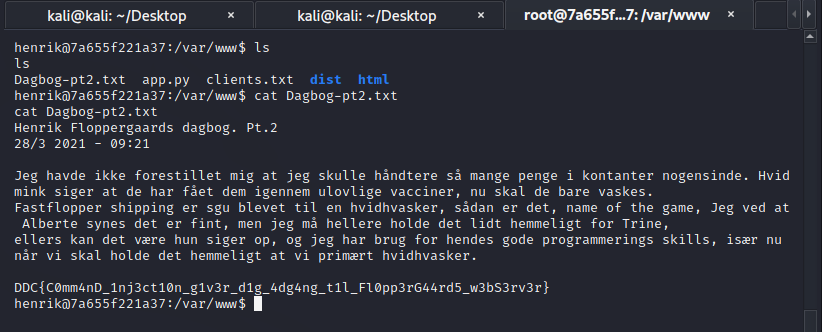 kali@kali: ~/Desktop × kali@kali: ~/Desktop × root@7a655f...7: /var/www ×
henrik@7a655f221a37:/var/www$ ls
ls
Dagbog-pt2.txt app.py clients.txt dist html
henrik@7a655f221a37:/var/www$ cat Dagbog-pt2.txt
cat Dagbog-pt2.txt
Henrik Floppergaards dagbog. Pt.2
28/3 2021 - 09:21
Jeg havde ikke forestillet mig at jeg skulle håndtere så mange penge i kontanter nogensinde. Hvid
mink siger at de har fået dem igennem ulovlige vacciner, nu skal de bare vaskes.
Fastflopper shipping er sgu blevet til en hvidhvasker, sådan er det, name of the game, Jeg ved at
Alberte synes det er fint, men jeg må hellere holde det lidt hemmeligt for Trine,
ellers kan det være hun siger op, og jeg har brug for hendes gode programmerings skills, især nu
når vi skal holde det hemmeligt at vi primært hvidhvasker.
DDC{C0mm4nD_1nj3ct10n_g1v3r_d1g_4dg4ng_t1l_Fl0pp3rG44rd5_w3bS3rv3r}
henrik@7a655f221a37:/var/www$